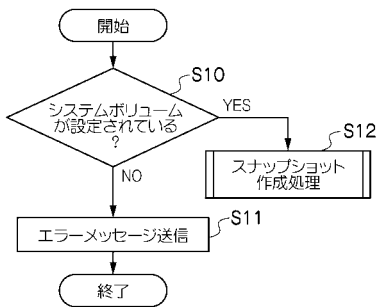 開始
S10
システムボリューム
が設定されている
?
YES
S12
スナップショット
作成処理
NO
S11
エラーメッセージ送信
終了